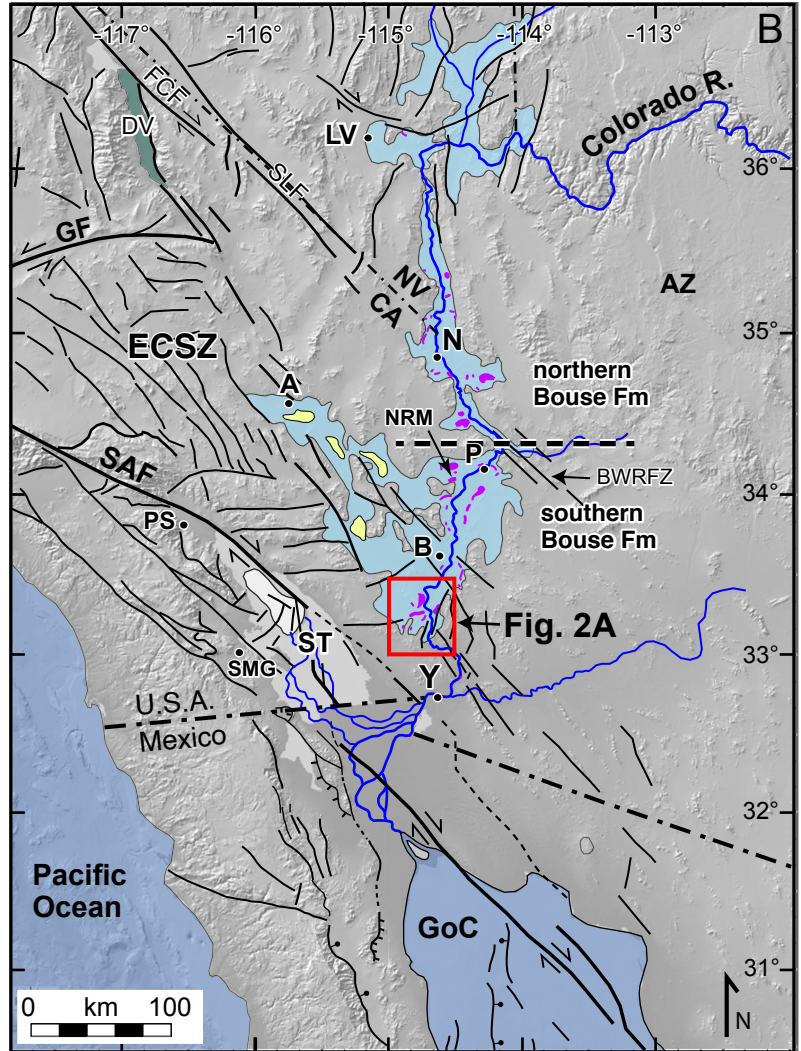 -117° -116° -115° -114° -113° B
FCF
DV
LV
Colorado R.
36°
SLF
GF
NV
CA
AZ
35°
ECSZ
N
A
northern
Bouse Fm
NRM
SAF
P
BWRFZ
34°
southern
Bouse Fm
PS
B
Fig. 2A
ST
SMG
33°
Y
U.S.A.
Mexico
32°
Pacific
Ocean
GoC
31°
0 km 100
N